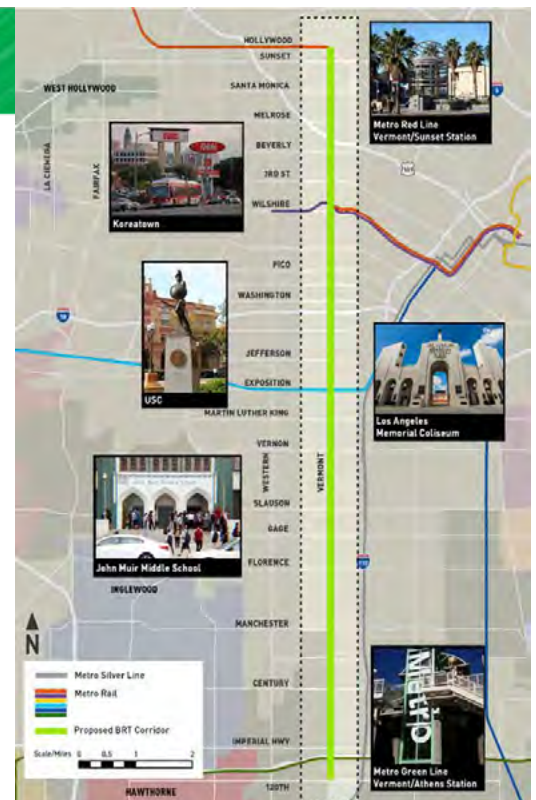 HOLLYWOOD
SUNSET
WEST HOLLYWOOD
SANTA MONICA
MELROSE
BEVERLY
3RD ST
WILSHIRE
LA CIENEGA
FAIRFAX
Metro Red Line
Vermont/Sunset Station
5
101
Koreatown
PICO
WASHINGTON
10
JEFFERSON
EXPOSITION
MARTIN LUTHER KING
USC
Los Angeles
Memorial Coliseum
VERNON
WESTERN
VERMONT
SLAUSON
GAGE
FLORENCE
John Muir Middle School
INGLEWOOD
110
MANCHESTER
N
CENTURY
IMPERIAL HWY
120TH
HAWTHORNE
Metro Silver Line
Metro Rail
Proposed BRT Corridor
Scale/Miles 0 0.5 1 2
Metro
Metro Green Line
Vermont/Athens Station